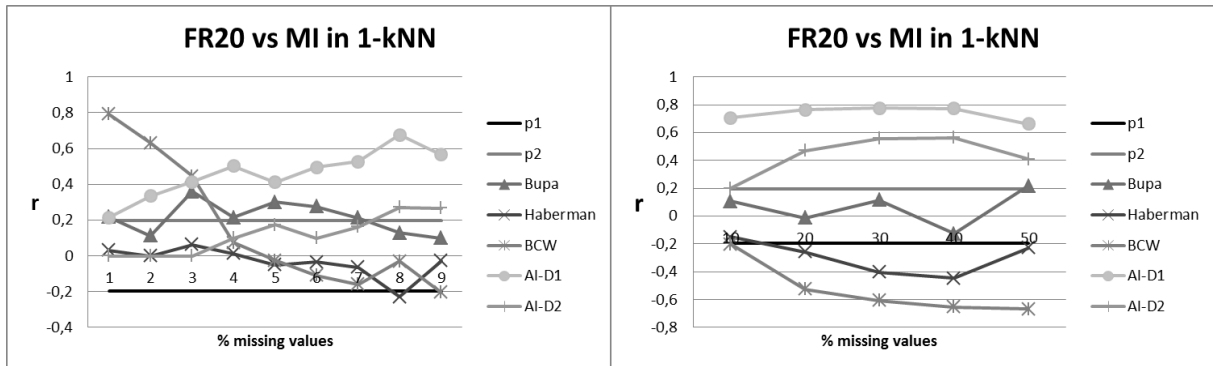 FR20 vs MI in 1-kNN
1
0,8
0,6
0,4
0,2
0
-0,2
-0,4
r
1 2 3 4 5 6 7 8 9
% missing values
p1
p2
Bupa
Haberman
BCW
AI-D1
AI-D2
FR20 vs MI in 1-kNN
1
0,8
0,6
0,4
0,2
0
-0,2
-0,4
-0,6
-0,8
r
10 20 30 40 50
% missing values
p1
p2
Bupa
Haberman
BCW
AI-D1
AI-D2